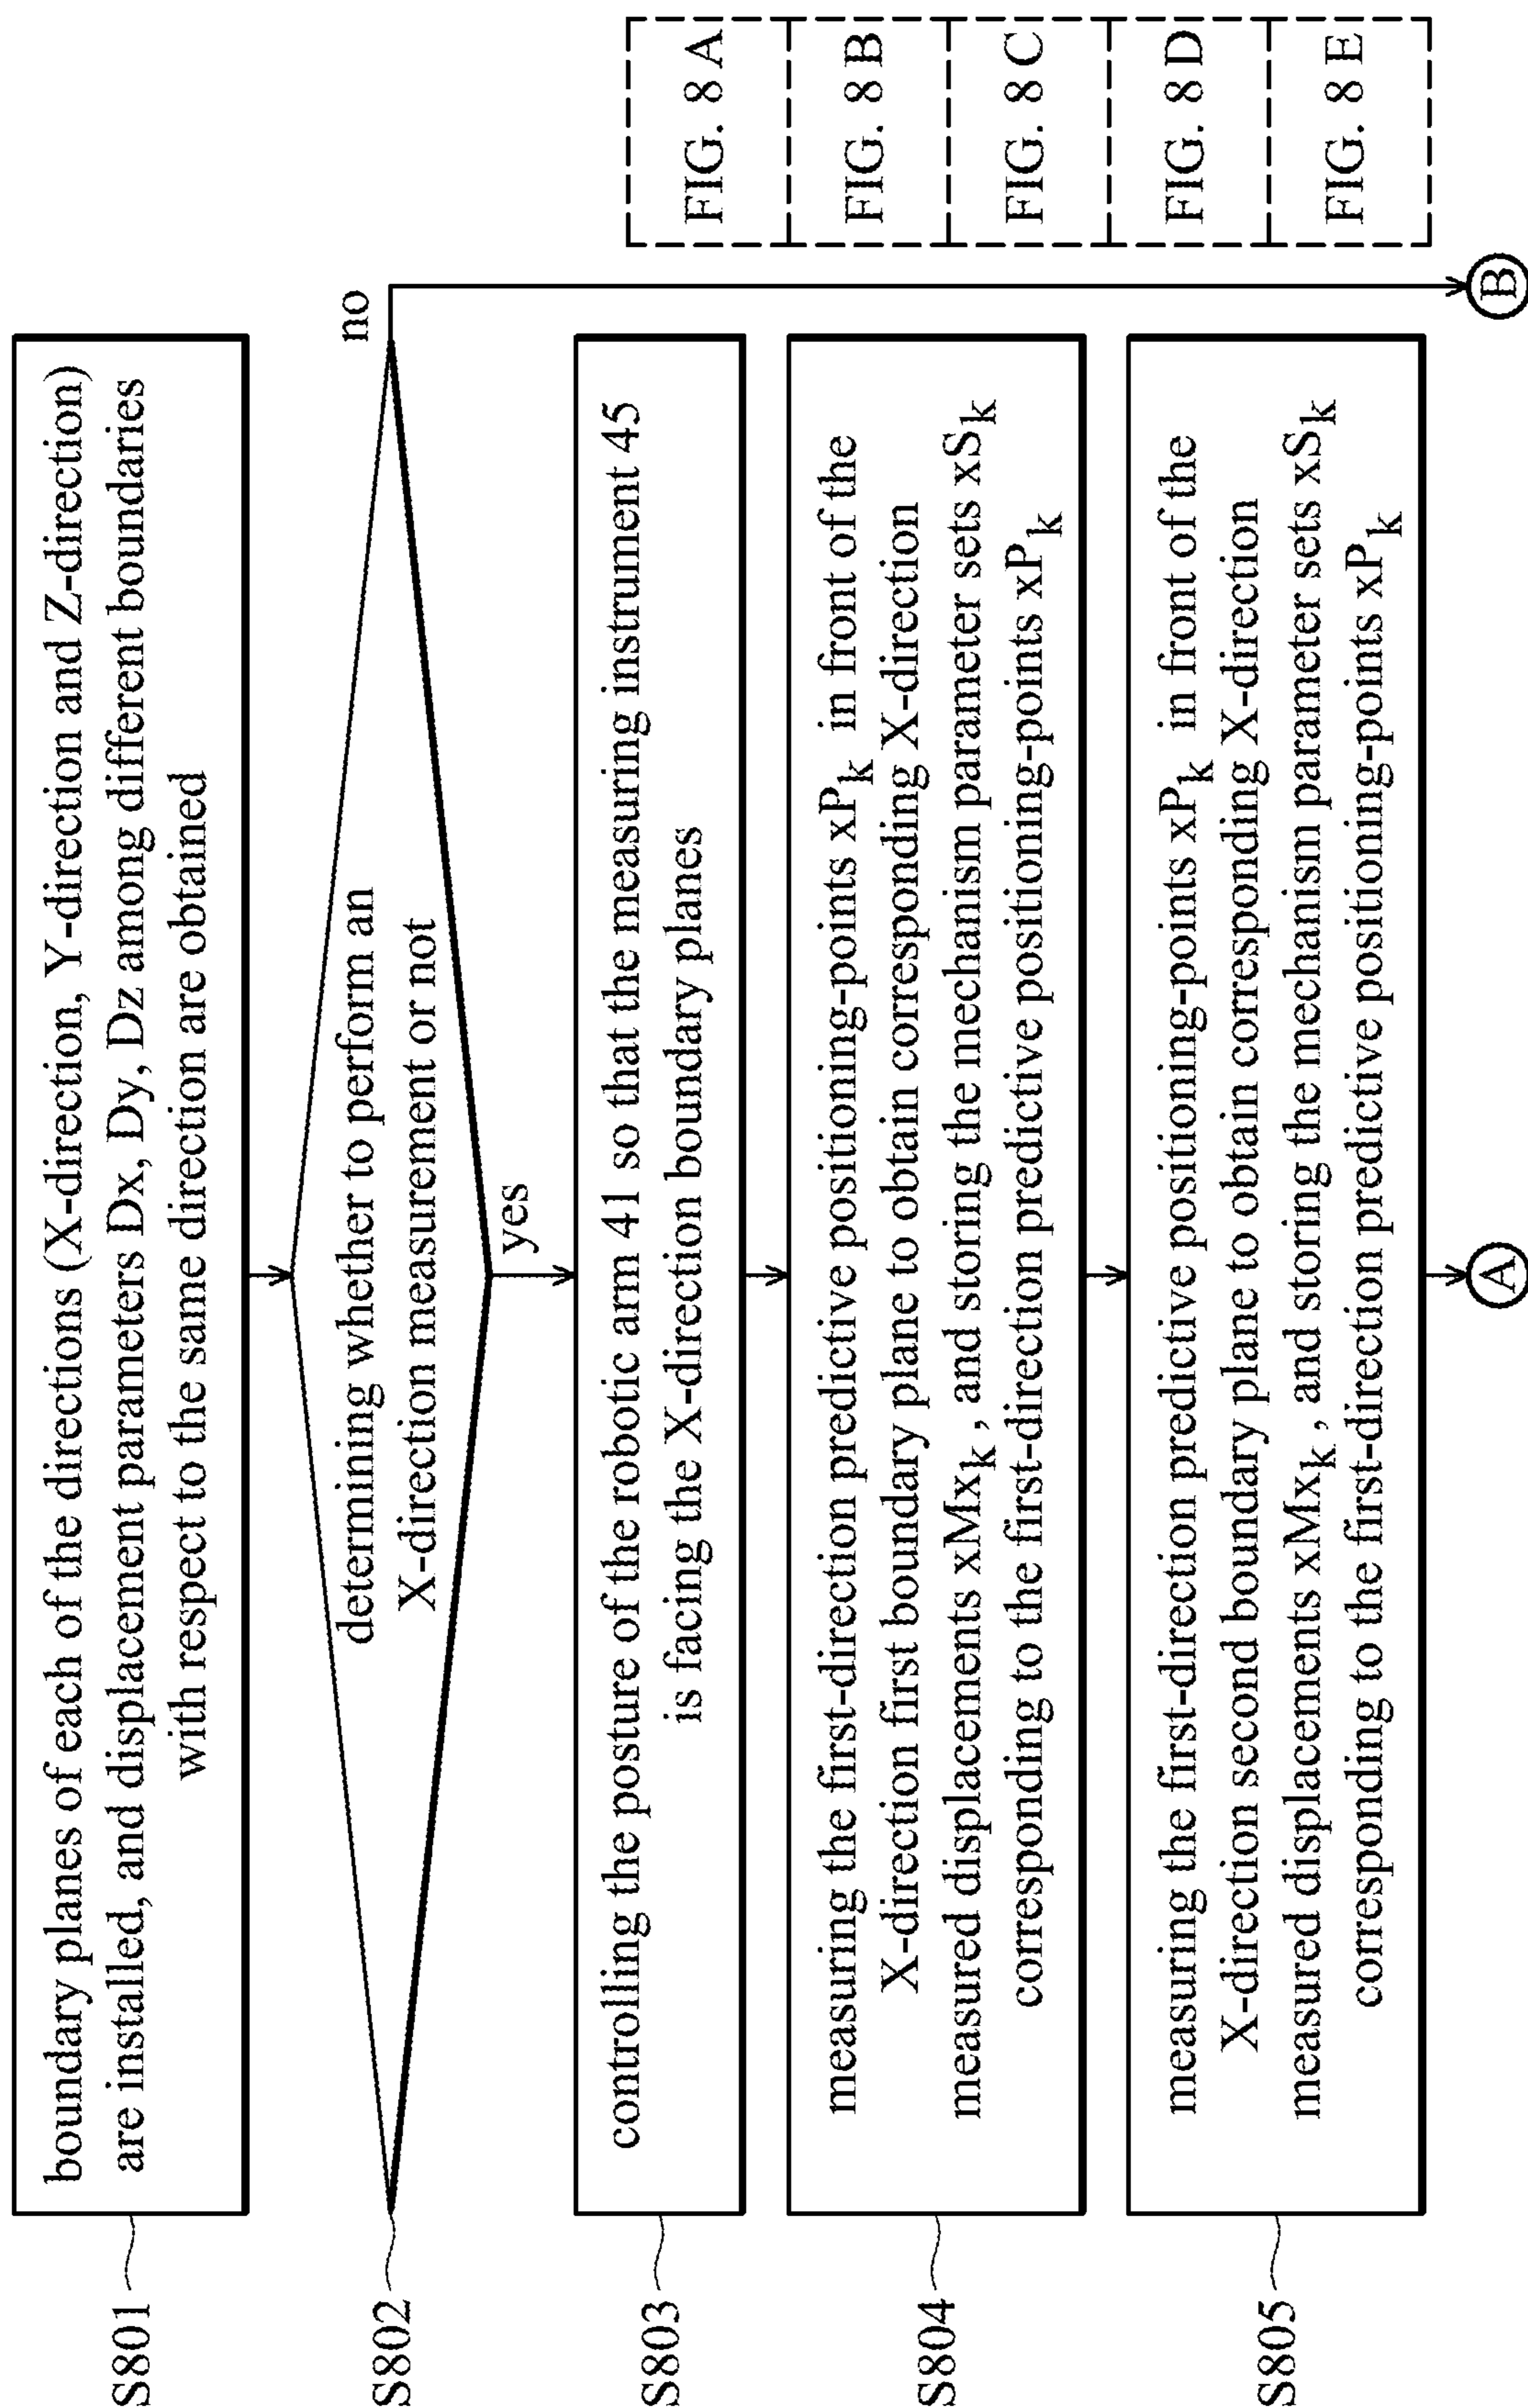 S801
boundary planes of each of the directions (X-direction, Y-direction and Z-direction)
are installed, and displacement parameters Dx, Dy, Dz among different boundaries
with respect to the same direction are obtained
S802
determining whether to perform an
X-direction measurement or not
no
yes
S803
controlling the posture of the robotic arm 41 so that the measuring instrument 45
is facing the X-direction boundary planes
S804
measuring the first-direction predictive positioning-points xPk in front of the
X-direction first boundary plane to obtain corresponding X-direction
measured displacements xMxk, and storing the mechanism parameter sets xSk
corresponding to the first-direction predictive positioning-points xPk
S805
measuring the first-direction predictive positioning-points xPk in front of the
X-direction second boundary plane to obtain corresponding X-direction
measured displacements xMxk, and storing the mechanism parameter sets xSk
corresponding to the first-direction predictive positioning-points xPk
A
B
FIG. 8 A
FIG. 8 B
FIG. 8 C
FIG. 8 D
FIG. 8 E